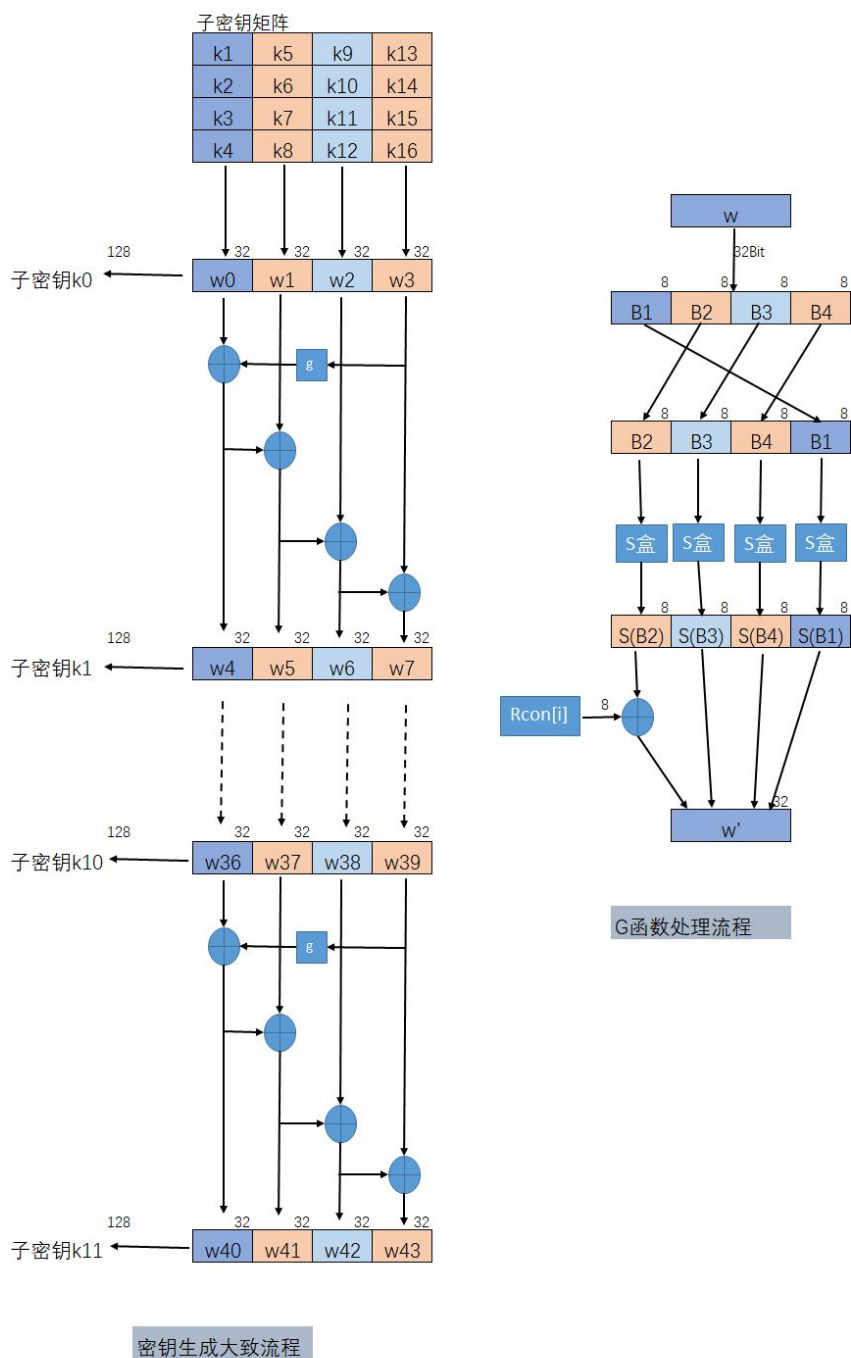 子密钥矩阵
k1 k5 k9 k13
k2 k6 k10 k14
k3 k7 k11 k15
k4 k8 k12 k16
128 32 32 32 32
子密钥k0 w0 w1 w2 w3
g
128 32 32 32 32
子密钥k1 w4 w5 w6 w7
128 32 32 32 32
子密钥k10 w36 w37 w38 w39
g
128 32 32 32 32
子密钥k11 w40 w41 w42 w43
密钥生成大致流程
w
32Bit
8 8 8 8
B1 B2 B3 B4
8 8 8 8
B2 B3 B4 B1
S盒 S盒 S盒 S盒
8 8 8 8
S(B2) S(B3) S(B4) S(B1)
Rcon[i] 8
32
w'
G函数处理流程